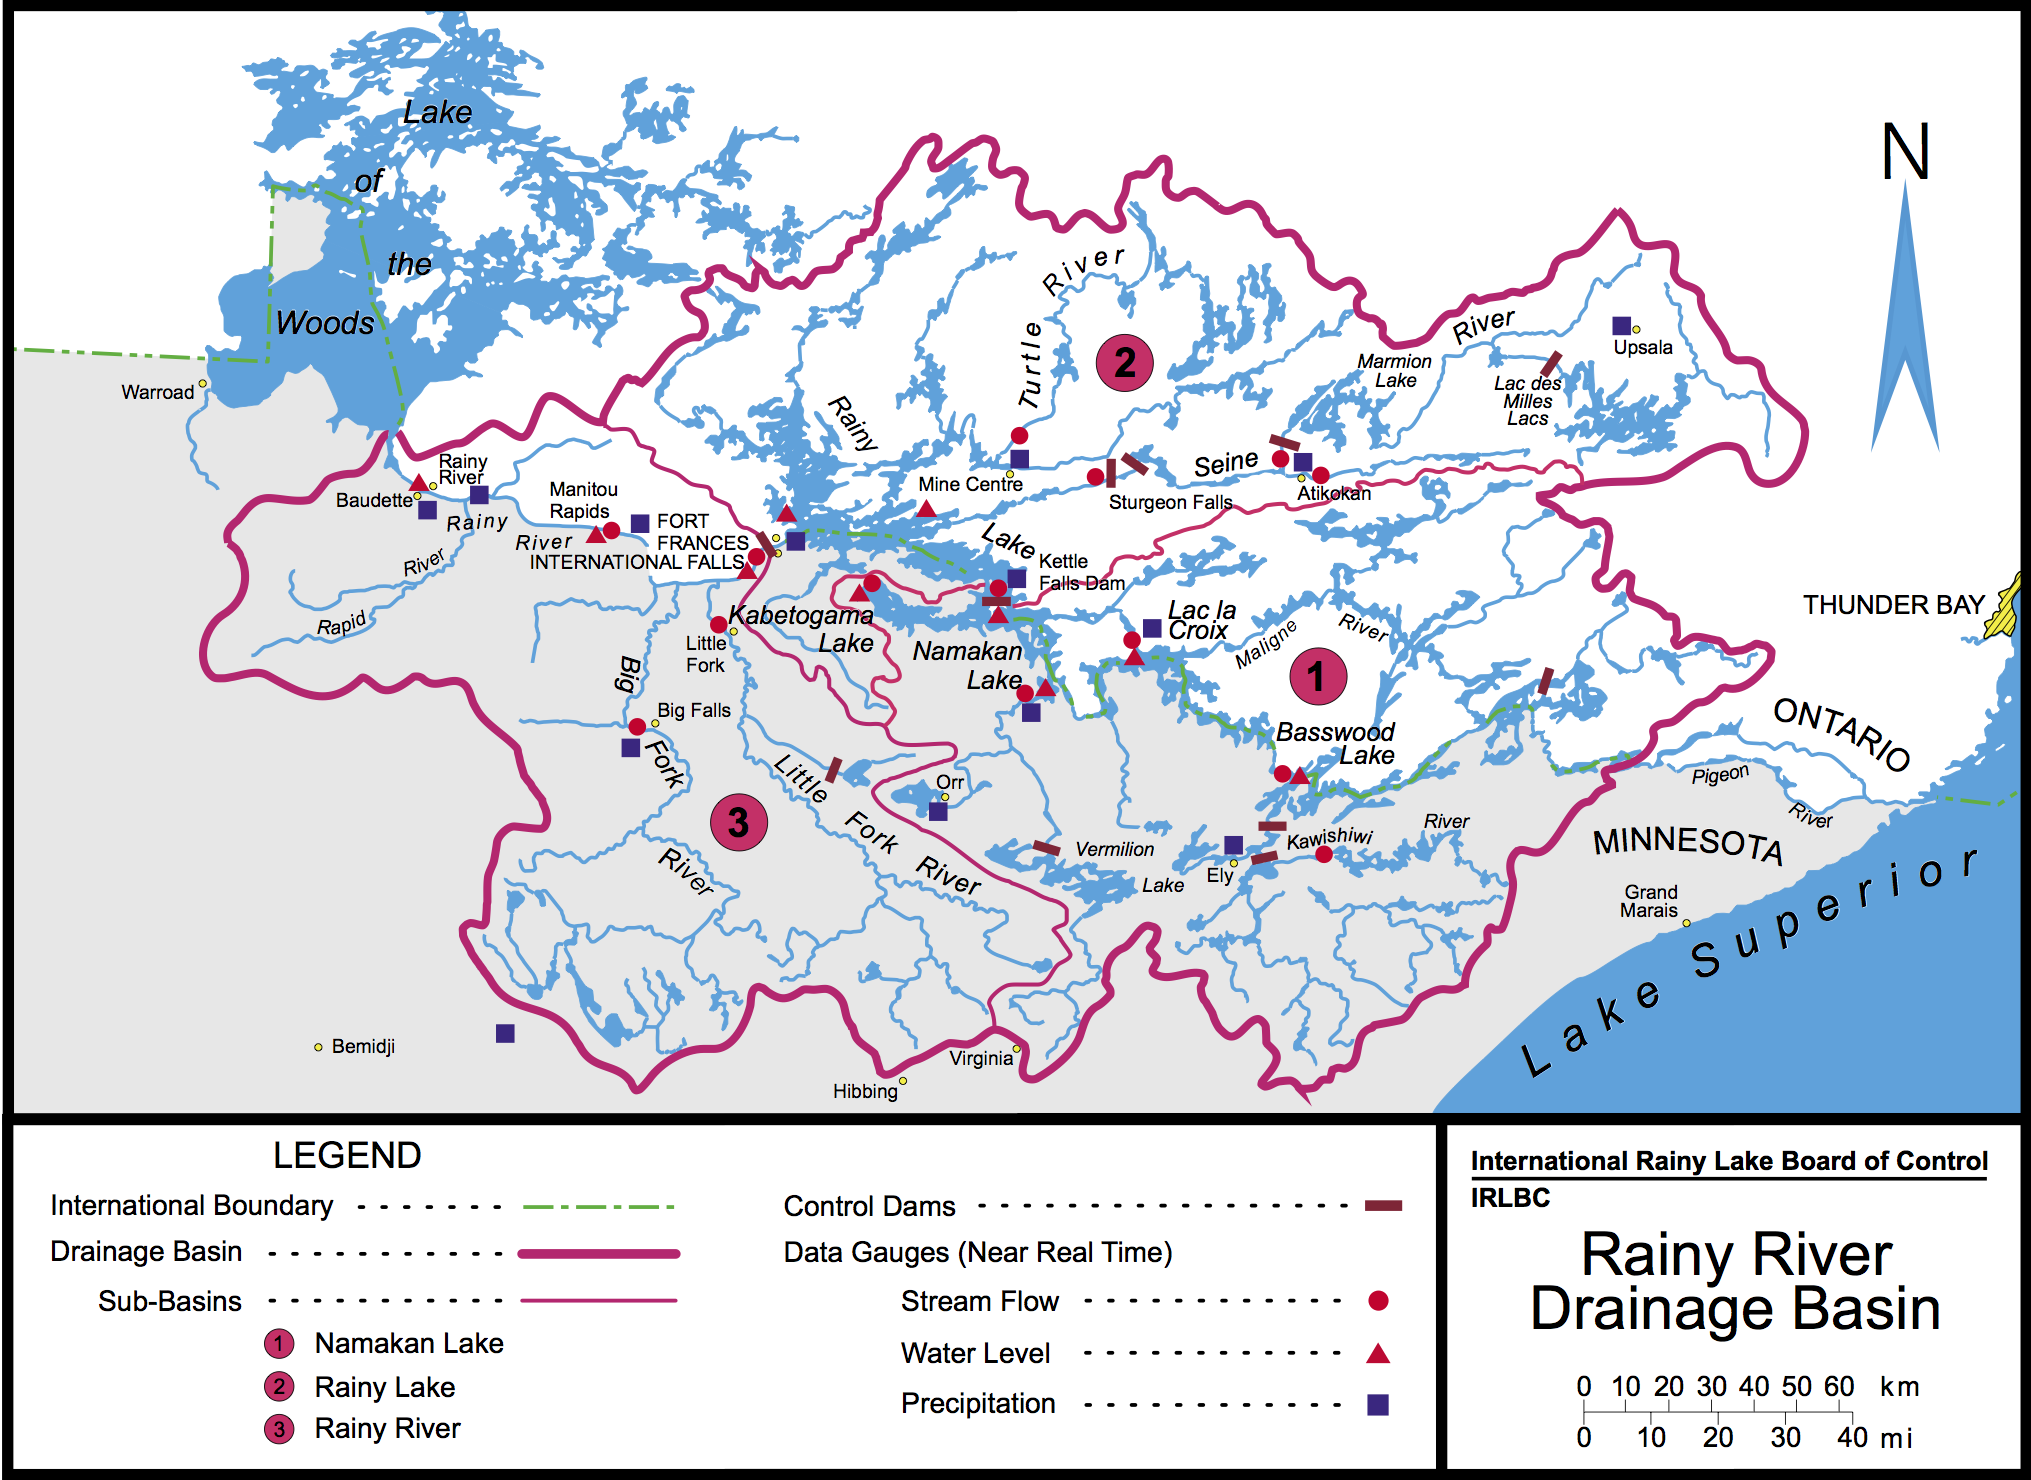 Lake
of
the
Woods
N
River
Turtle
2
River
Marmion
Lake
Upsala
Lac des
Milles
Lacs
Warroad
Rainy
Rainy
River
Baudette
Manitou
Rapids
Mine Centre
Seine
Sturgeon Falls
Atikokan
Rainy
River
FORT
FRANCES
INTERNATIONAL FALLS
Lake
Kettle
Falls Dam
River
Rapid
Kabetogama
Lake
Little
Fork
Namakan
Lake
Lac la
Croix
Maligne
River
THUNDER BAY
1
Big
Big Falls
Fork
River
Basswood
Lake
ONTARIO
Pigeon
River
Little
Fork
River
Orr
3
Vermilion
Lake
Ely
Kawishiwi
River
MINNESOTA
Grand
Marais
Lake Superior
Bemidji
Virginia
Hibbing
LEGEND
International Boundary
Drainage Basin
Sub-Basins
1 Namakan Lake
2 Rainy Lake
3 Rainy River
Control Dams
Data Gauges (Near Real Time)
Stream Flow
Water Level
Precipitation
International Rainy Lake Board of Control
IRLBC
Rainy River
Drainage Basin
0 10 20 30 40 50 60 km
0 10 20 30 40 mi